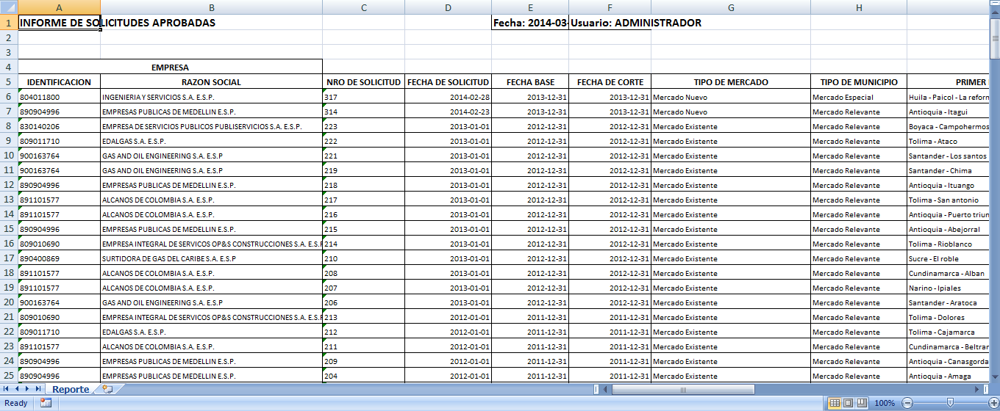 A B C D E F G H
1 INFORME DE SOLICITUDES APROBADAS Fecha: 2014-03- Usuario: ADMINISTRADOR
2
3
4 EMPRESA
5 IDENTIFICACION RAZON SOCIAL NRO DE SOLICITUD FECHA DE SOLICITUD FECHA BASE FECHA DE CORTE TIPO DE MERCADO TIPO DE MUNICIPIO PRIMER
6 804011800 INGENIERIA Y SERVICIOS S.A. E.S.P. 317 2014-02-28 2013-12-31 2013-12-31 Mercado Nuevo Mercado Especial Huila - Paicol - La reforn
7 890904996 EMPRESAS PUBLICAS DE MEDELLIN E.S.P. 314 2014-02-23 2013-12-31 2013-12-31 Mercado Nuevo Mercado Relevante Antioquia - Itagui
8 830140206 EMPRESA DE SERVICIOS PUBLICOS PUBLISERVICIOS S.A. E.S.P. 223 2013-01-01 2012-12-31 2012-12-31 Mercado Existente Mercado Relevante Boyaca - Campohermos
9 809011710 EDALGAS S.A. E.S.P. 222 2013-01-01 2012-12-31 2012-12-31 Mercado Existente Mercado Relevante Tolima - Ataco
10 900163764 GAS AND OIL ENGINEERING S.A. E.S.P 221 2013-01-01 2012-12-31 2012-12-31 Mercado Existente Mercado Relevante Santander - Los santos
11 900163764 GAS AND OIL ENGINEERING S.A. E.S.P 219 2013-01-01 2012-12-31 2012-12-31 Mercado Existente Mercado Relevante Santander - Chima
12 890904996 EMPRESAS PUBLICAS DE MEDELLIN E.S.P. 218 2013-01-01 2012-12-31 2012-12-31 Mercado Existente Mercado Relevante Antioquia - Ituango
13 891101577 ALCANOS DE COLOMBIA S.A. E.S.P. 217 2013-01-01 2012-12-31 2012-12-31 Mercado Existente Mercado Relevante Tolima - San antonio
14 891101577 ALCANOS DE COLOMBIA S.A. E.S.P. 216 2013-01-01 2012-12-31 2012-12-31 Mercado Existente Mercado Relevante Antioquia - Puerto triun
15 890904996 EMPRESAS PUBLICAS DE MEDELLIN E.S.P. 215 2013-01-01 2012-12-31 2012-12-31 Mercado Existente Mercado Relevante Antioquia - Abejorral
16 809010690 EMPRESA INTEGRAL DE SERVICOS OP&S CONSTRUCCIONES S.A. E.S.P 214 2013-01-01 2012-12-31 2012-12-31 Mercado Existente Mercado Relevante Tolima - Rioblanco
17 890400869 SURTIDORA DE GAS DEL CARIBE S.A. E.S.P 210 2013-01-01 2012-12-31 2012-12-31 Mercado Existente Mercado Relevante Sucre - El roble
18 891101577 ALCANOS DE COLOMBIA S.A. E.S.P. 208 2013-01-01 2012-12-31 2012-12-31 Mercado Existente Mercado Relevante Cundinamarca - Alban
19 891101577 ALCANOS DE COLOMBIA S.A. E.S.P. 207 2013-01-01 2012-12-31 2012-12-31 Mercado Existente Mercado Relevante Narino - Ipiales
20 900163764 GAS AND OIL ENGINEERING S.A. E.S.P 206 2013-01-01 2012-12-31 2012-12-31 Mercado Existente Mercado Relevante Santander - Aratoca
21 809010690 EMPRESA INTEGRAL DE SERVICOS OP&S CONSTRUCCIONES S.A. E.S.P 213 2012-01-01 2011-12-31 2011-12-31 Mercado Existente Mercado Relevante Tolima - Dolores
22 809011710 EDALGAS S.A. E.S.P. 212 2012-01-01 2011-12-31 2011-12-31 Mercado Existente Mercado Relevante Tolima - Cajamarca
23 891101577 ALCANOS DE COLOMBIA S.A. E.S.P. 211 2012-01-01 2011-12-31 2011-12-31 Mercado Existente Mercado Relevante Cundinamarca - Beltran
24 890904996 EMPRESAS PUBLICAS DE MEDELLIN E.S.P. 209 2012-01-01 2011-12-31 2011-12-31 Mercado Existente Mercado Relevante Antioquia - Canasgorda
25 890904996 EMPRESAS PUBLICAS DE MEDELLIN E.S.P. 204 2012-01-01 2011-12-31 2011-12-31 Mercado Existente Mercado Relevante Antioquia - Amaga
Reporte
Ready 100%